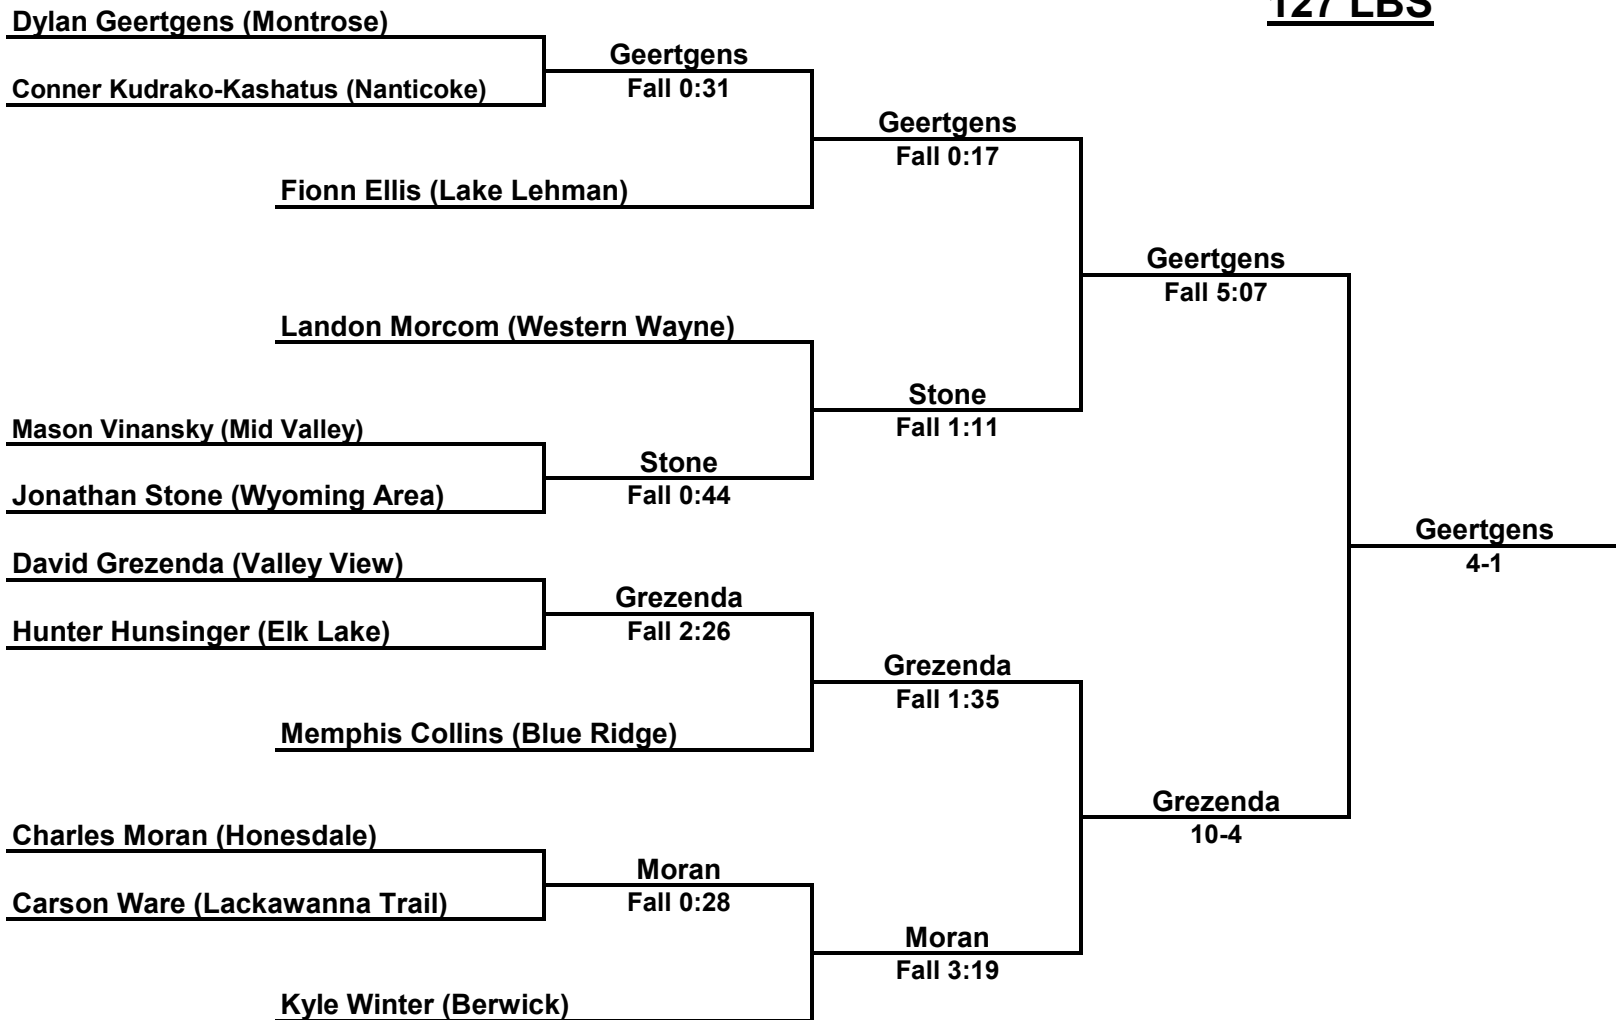 127 LBS
Dylan Geertgens (Montrose)
Geertgens
Conner Kudrako-Kashatus (Nanticoke)
Fall 0:31
Geertgens
Fall 0:17
Fionn Ellis (Lake Lehman)
Geertgens
Fall 5:07
Landon Morcom (Western Wayne)
Stone
Fall 1:11
Mason Vinansky (Mid Valley)
Stone
Jonathan Stone (Wyoming Area)
Fall 0:44
Geertgens
4-1
David Grezenda (Valley View)
Grezenda
Hunter Hunsinger (Elk Lake)
Fall 2:26
Grezenda
Fall 1:35
Memphis Collins (Blue Ridge)
Grezenda
10-4
Charles Moran (Honesdale)
Moran
Carson Ware (Lackawanna Trail)
Fall 0:28
Moran
Fall 3:19
Kyle Winter (Berwick)